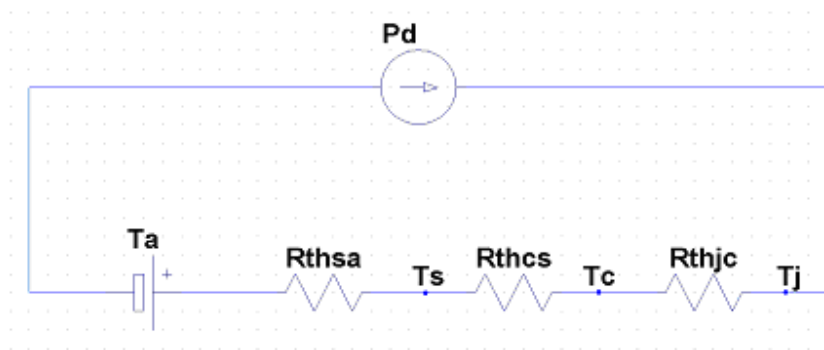 Pd
Ta
+
Rthsa
Ts
Rthcs
Tc
Rthjc
Tj